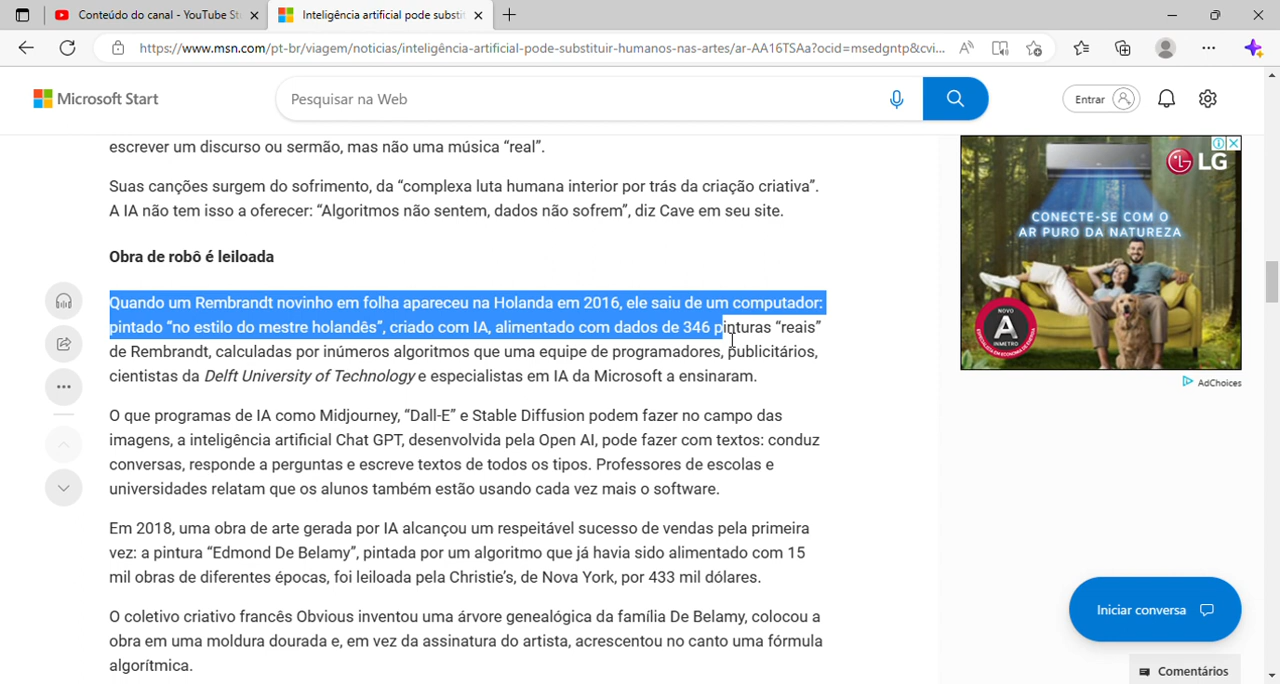 Conteúdo do canal - YouTube St
Inteligência artificial pode substit
https://www.msn.com/pt-br/viagem/noticias/inteligência-artificial-pode-substituir-humanos-nas-artes/ar-AA16TSAa?ocid=msedgntp&cvi...
Microsoft Start
Pesquisar na Web
Entrar
escrever um discurso ou sermão, mas não uma música “real”.
Suas canções surgem do sofrimento, da “complexa luta humana interior por trás da criação criativa”.
A IA não tem isso a oferecer: “Algoritmos não sentem, dados não sofrem”, diz Cave em seu site.
Obra de robô é leiloada
Quando um Rembrandt novinho em folha apareceu na Holanda em 2016, ele saiu de um computador:
pintado “no estilo do mestre holandês”, criado com IA, alimentado com dados de 346 pinturas “reais”
de Rembrandt, calculadas por inúmeros algoritmos que uma equipe de programadores, publicitários,
cientistas da Delft University of Technology e especialistas em IA da Microsoft a ensinaram.
O que programas de IA como Midjourney, “Dall-E” e Stable Diffusion podem fazer no campo das
imagens, a inteligência artificial Chat GPT, desenvolvida pela Open AI, pode fazer com textos: conduz
conversas, responde a perguntas e escreve textos de todos os tipos. Professores de escolas e
universidades relatam que os alunos também estão usando cada vez mais o software.
Em 2018, uma obra de arte gerada por IA alcançou um respeitável sucesso de vendas pela primeira
vez: a pintura “Edmond De Belamy”, pintada por um algoritmo que já havia sido alimentado com 15
mil obras de diferentes épocas, foi leiloada pela Christie’s, de Nova York, por 433 mil dólares.
O coletivo criativo francês Obvious inventou uma árvore genealógica da família De Belamy, colocou a
obra em uma moldura dourada e, em vez da assinatura do artista, acrescentou no canto uma fórmula
algorítmica.
LG
CONECTE-SE COM O
AR PURO DA NATUREZA
NOVO
A
INMETRO
AdChoices
Iniciar conversa
Comentários